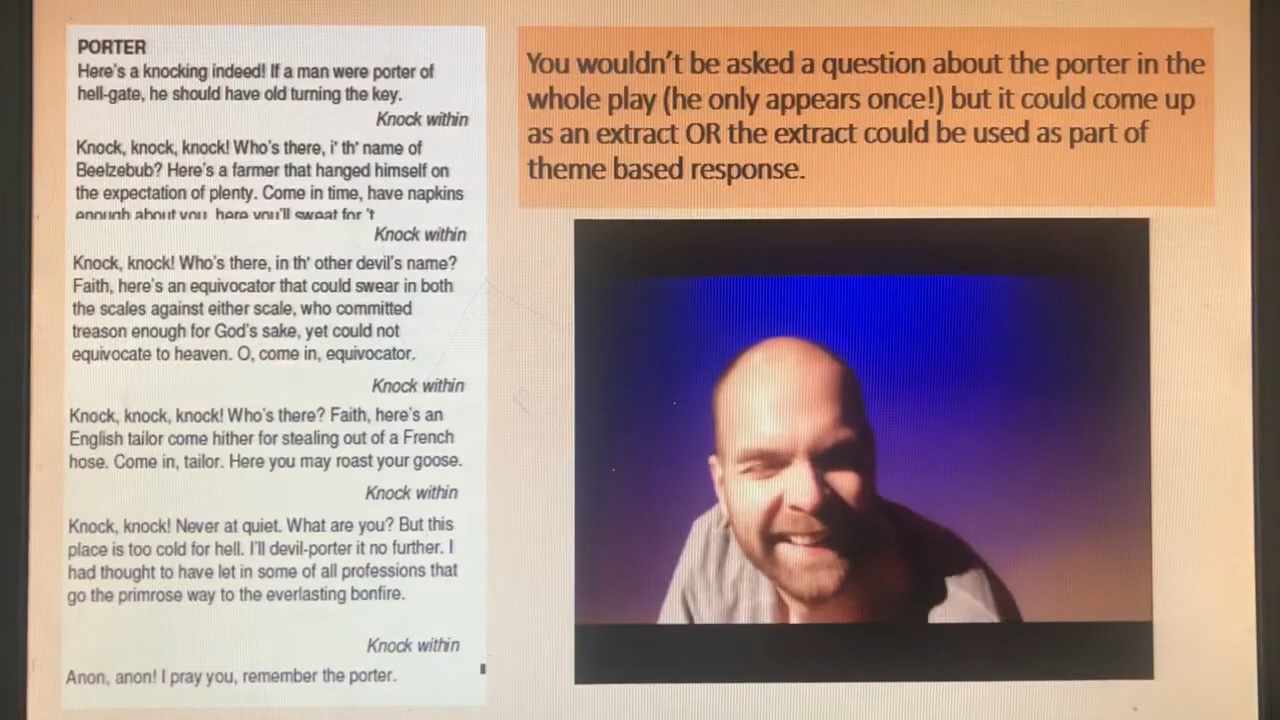 PORTER
Here's a knocking indeed! If a man were porter of
hell-gate, he should have old turning the key.
Knock within
Knock, knock, knock! Who's there, i' th' name of
Beelzebub? Here's a farmer that hanged himself on
the expectation of plenty. Come in time, have napkins
enough about you, here you'll sweat for 't
Knock within
Knock, knock! Who's there, in th' other devil's name?
Faith, here's an equivocator that could swear in both
the scales against either scale, who committed
treason enough for God's sake, yet could not
equivocate to heaven. O, come in, equivocator.
Knock within
Knock, knock, knock! Who's there? Faith, here's an
English tailor come hither for stealing out of a French
hose. Come in, tailor. Here you may roast your goose.
Knock within
Knock, knock! Never at quiet. What are you? But this
place is too cold for hell. I'll devil-porter it no further. I
had thought to have let in some of all professions that
go the primrose way to the everlasting bonfire.
Knock within
Anon, anon! I pray you, remember the porter.
You wouldn't be asked a question about the porter in the
whole play (he only appears once!) but it could come up
as an extract OR the extract could be used as part of
theme based response.